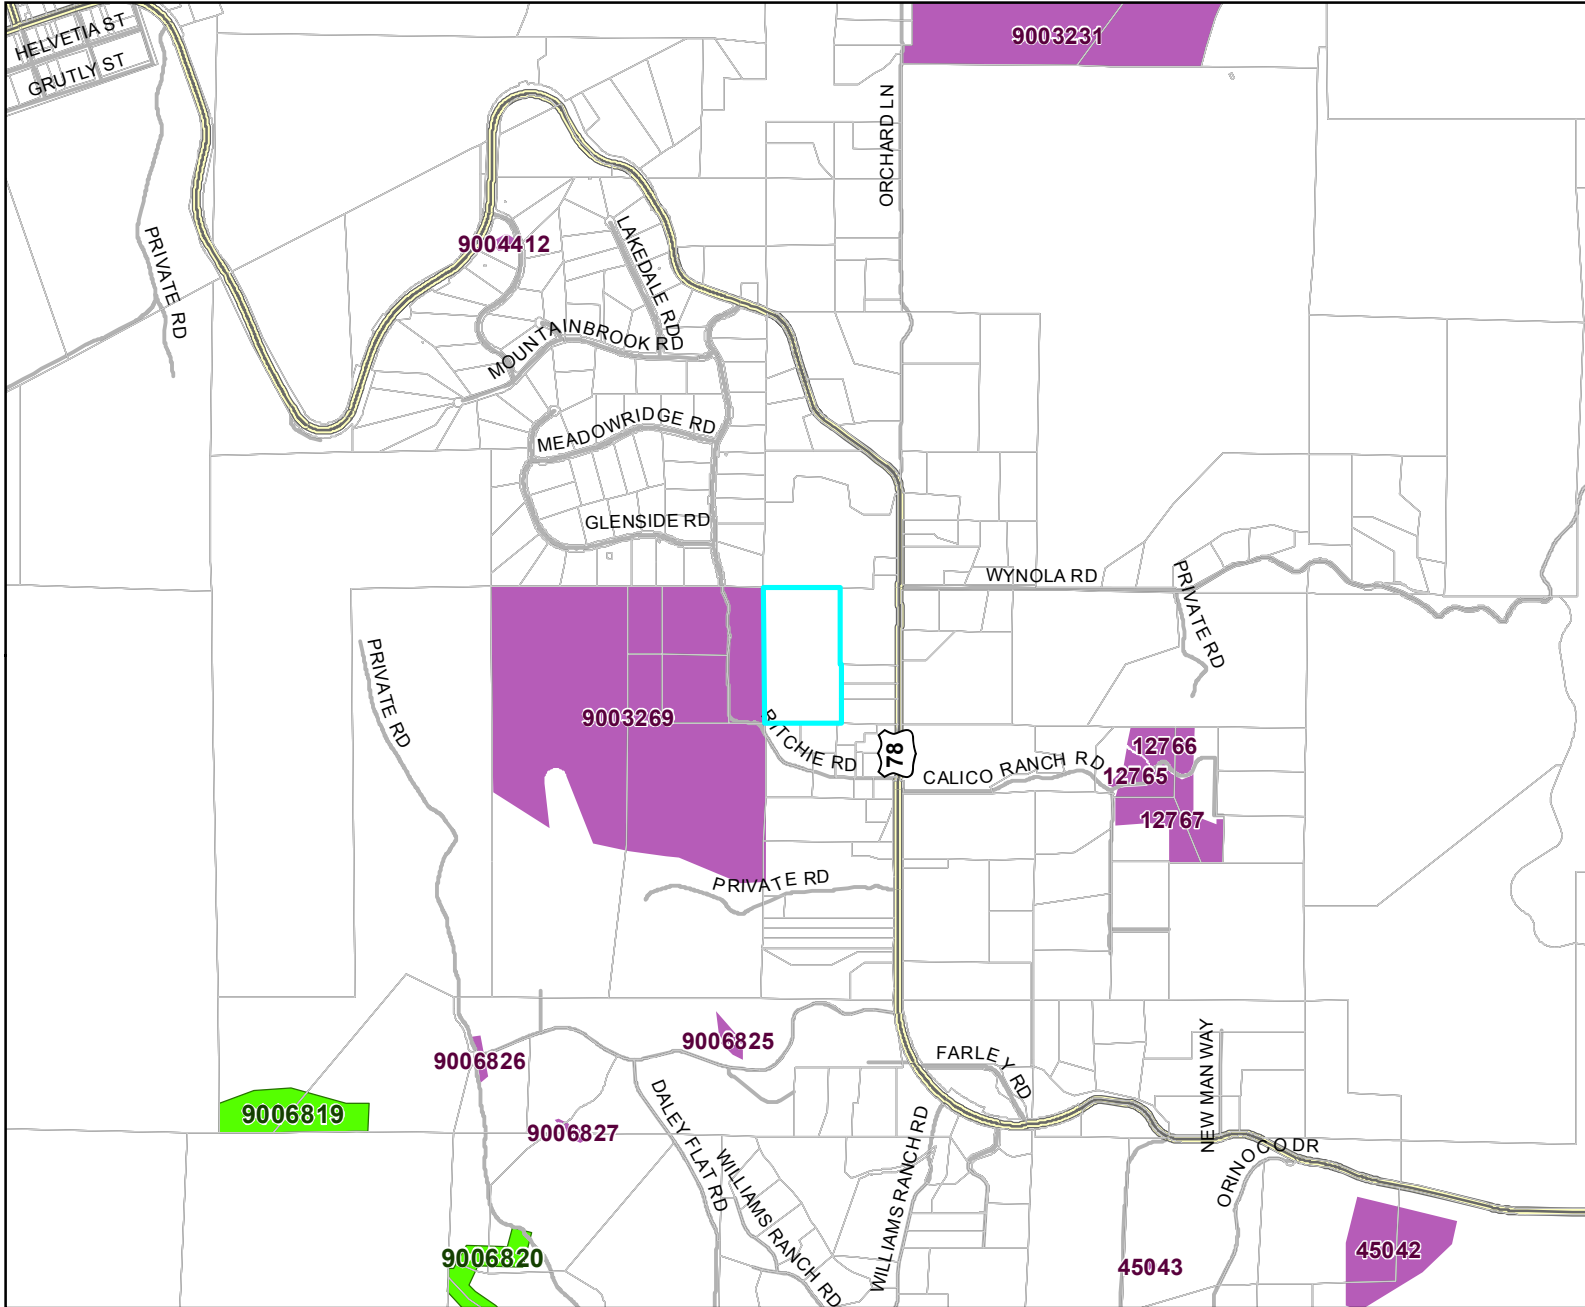 HELVETIA ST
GRUTLY ST
9003231
ORCHARD LN
PRIVATE RD
9004412
LAKEDALE RD
MOUNTAINBROOK RD
MEADOWRIDGE RD
GLENSIDE RD
WYNOLA RD
PRIVATE RD
PRIVATE RD
9003269
RITCHIE RD
78
CALICO RANCH RD
12766
12765
12767
PRIVATE RD
9006825
9006826
FARLEY RD
NEW MAN WAY
9006819
9006827
DALEY FLAT RD
WILLIAMS RANCH RD
WILLIAMS RANCH RD
ORINOCO DR
9006820
45043
45042